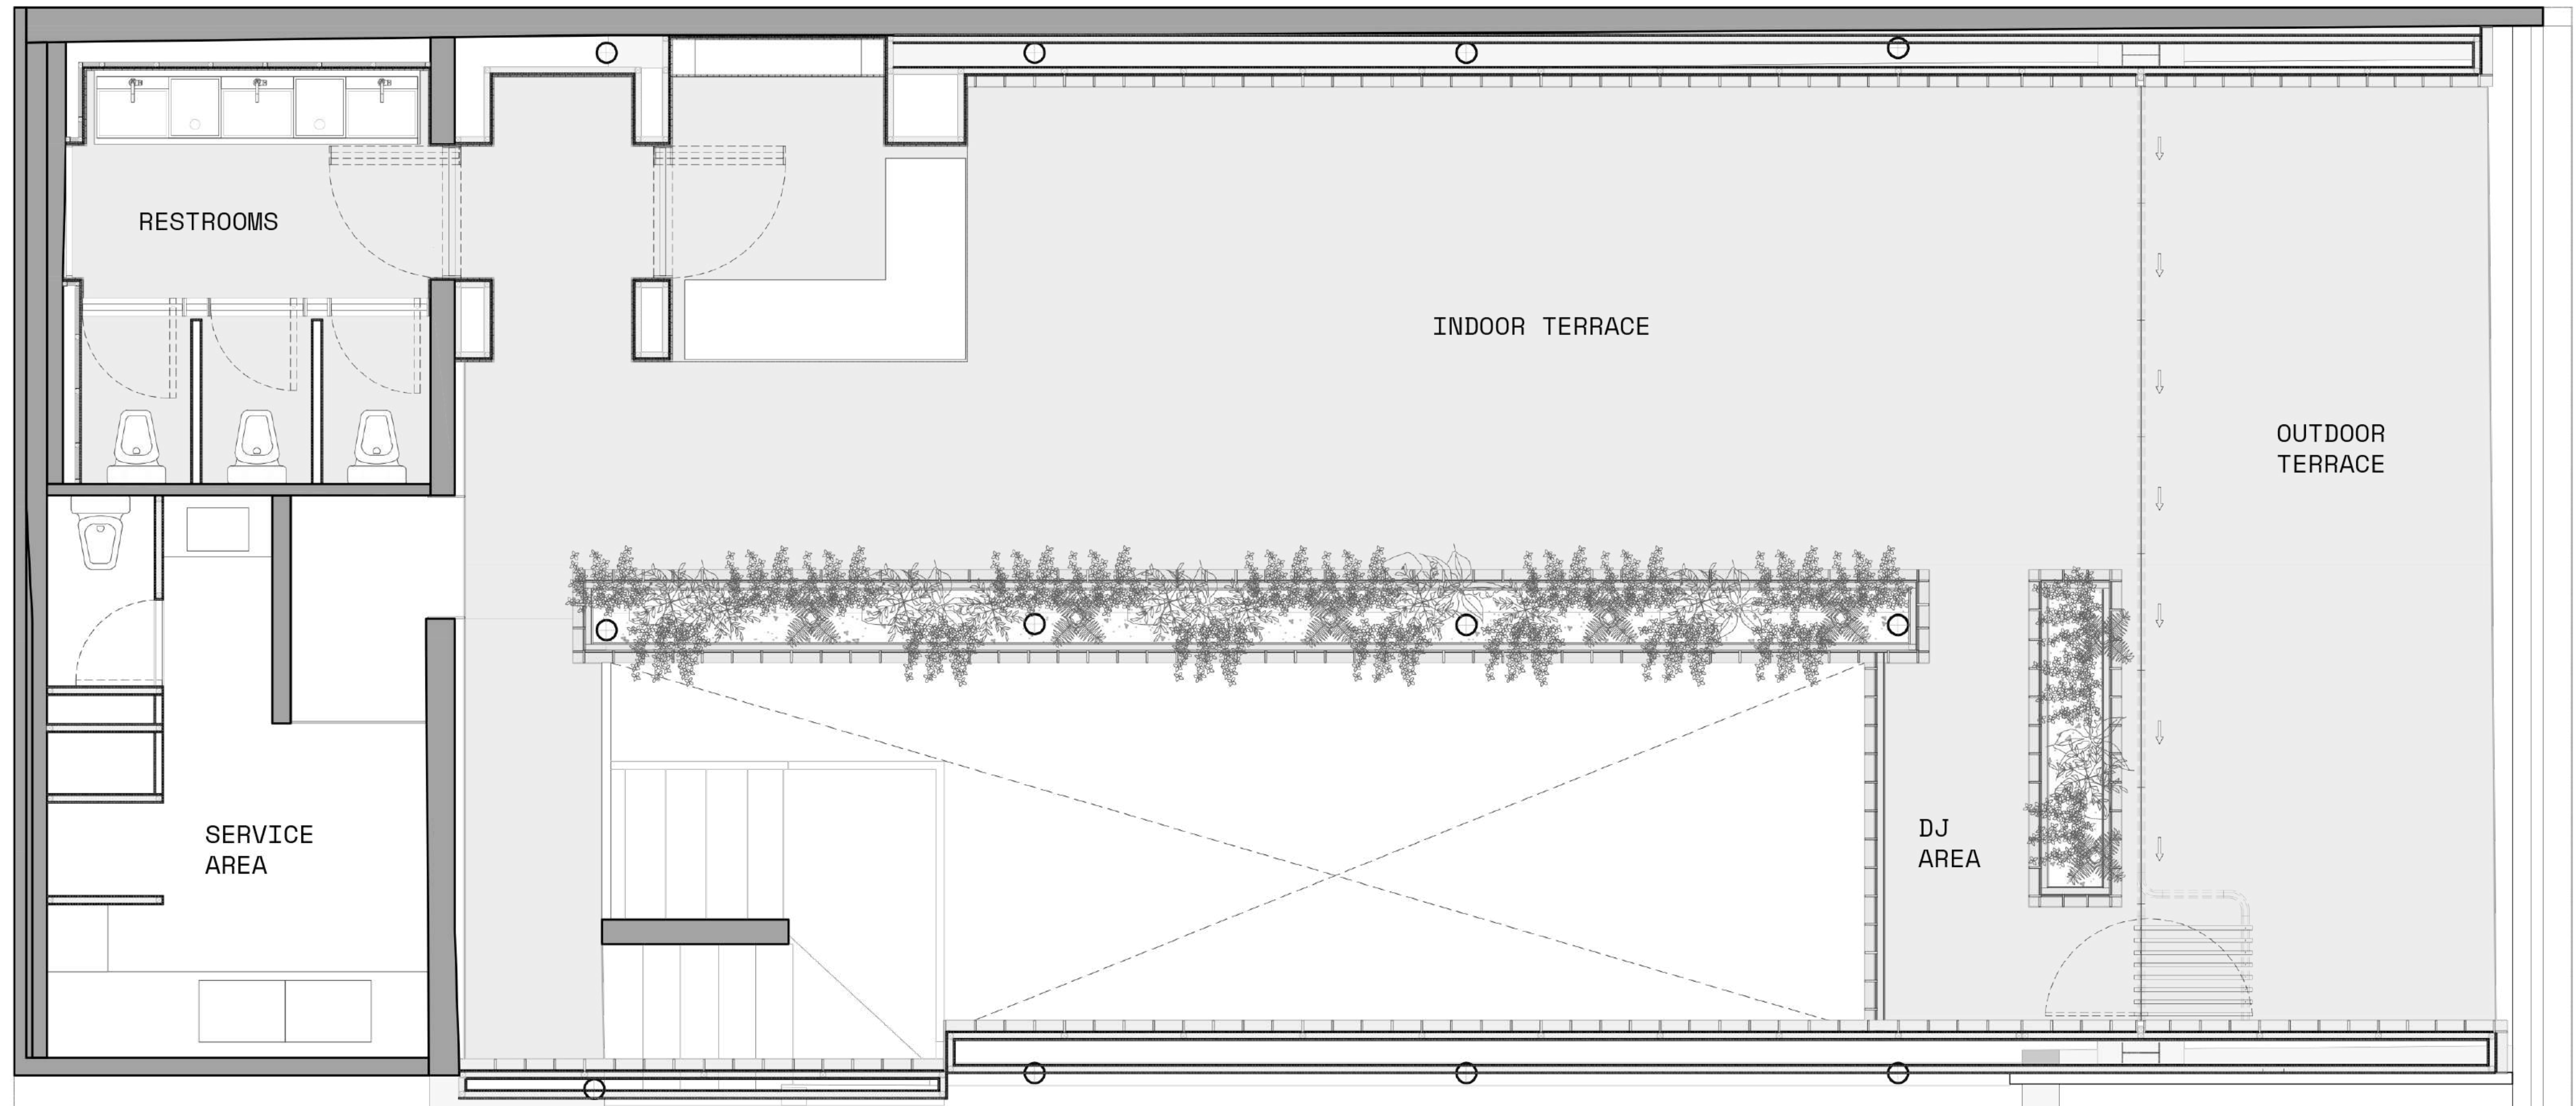 RESTROOMS
INDOOR TERRACE
OUTDOOR
TERRACE
SERVICE
AREA
DJ
AREA